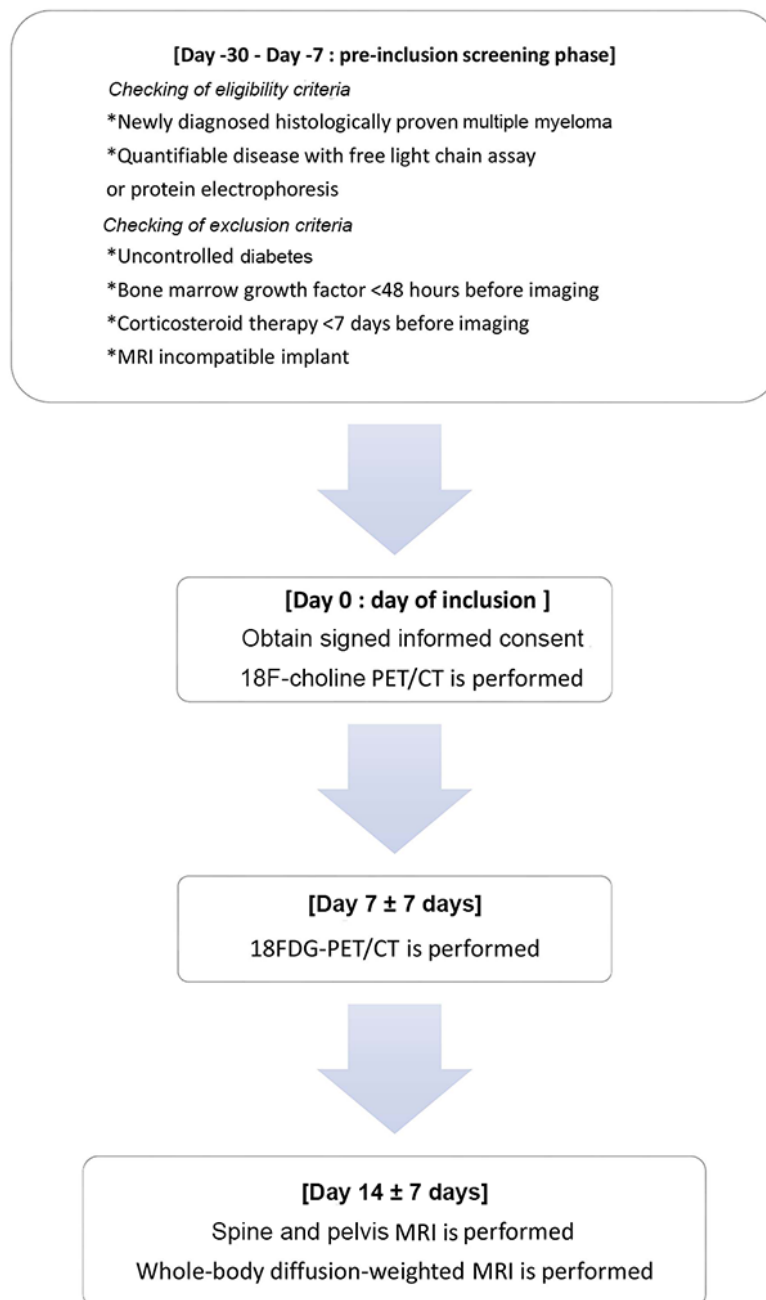 [Day -30 - Day -7 : pre-inclusion screening phase]
Checking of eligibility criteria
*Newly diagnosed histologically proven multiple myeloma
*Quantifiable disease with free light chain assay
or protein electrophoresis
Checking of exclusion criteria
*Uncontrolled diabetes
*Bone marrow growth factor <48 hours before imaging
*Corticosteroid therapy <7 days before imaging
*MRI incompatible implant
[Day 0 : day of inclusion ]
Obtain signed informed consent
18F-choline PET/CT is performed
[Day 7 ± 7 days]
18FDG-PET/CT is performed
[Day 14 ± 7 days]
Spine and pelvis MRI is performed
Whole-body diffusion-weighted MRI is performed